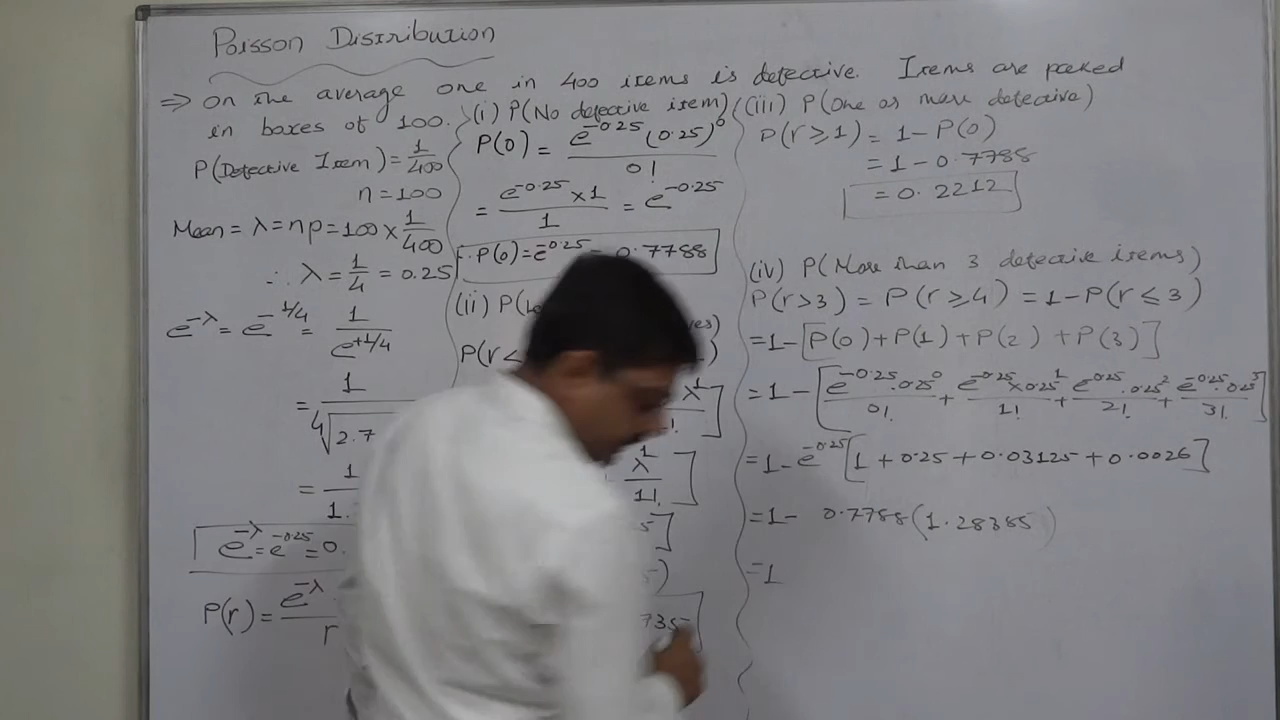 Poisson Distribution
⇒ on the average one in 400 items is defective. Items are packed
in boxes of 100.
P(Defective Item) = 1/400
n = 100
Mean = λ = np = 100 × 1/400
∴ λ = 1/4 = 0.25
e^-λ = e^-1/4 = 1/e^+1/4
= 1/∜2.7
= 1/1.
e^-λ = e^-0.25 = 0.
P(r) = e^-λ / r
(i) P(No defective item)
P(0) = e^-0.25 (0.25)^0 / 0!
= e^-0.25 × 1 / 1 = e^-0.25
∴ P(0) = e^-0.25 = 0.7788
(ii) P(
P(r <
λ^1
]
λ^1/1! ]
]
)
735
(iii) P(One or more defective)
P(r ≥ 1) = 1 - P(0)
= 1 - 0.7788
= 0.2212
(iv) P(More than 3 defective items)
P(r > 3) = P(r ≥ 4) = 1 - P(r ≤ 3)
= 1 - [P(0) + P(1) + P(2) + P(3)]
= 1 - [e^-0.25 . 0.25^0 / 0! + e^-0.25 × 0.25^1 / 1! + e^-0.25 . 0.25^2 / 2! + e^-0.25 . 0.25^3 / 3!]
= 1 - e^-0.25 [1 + 0.25 + 0.03125 + 0.0026]
= 1 - 0.7788 (1.28385)
= 1